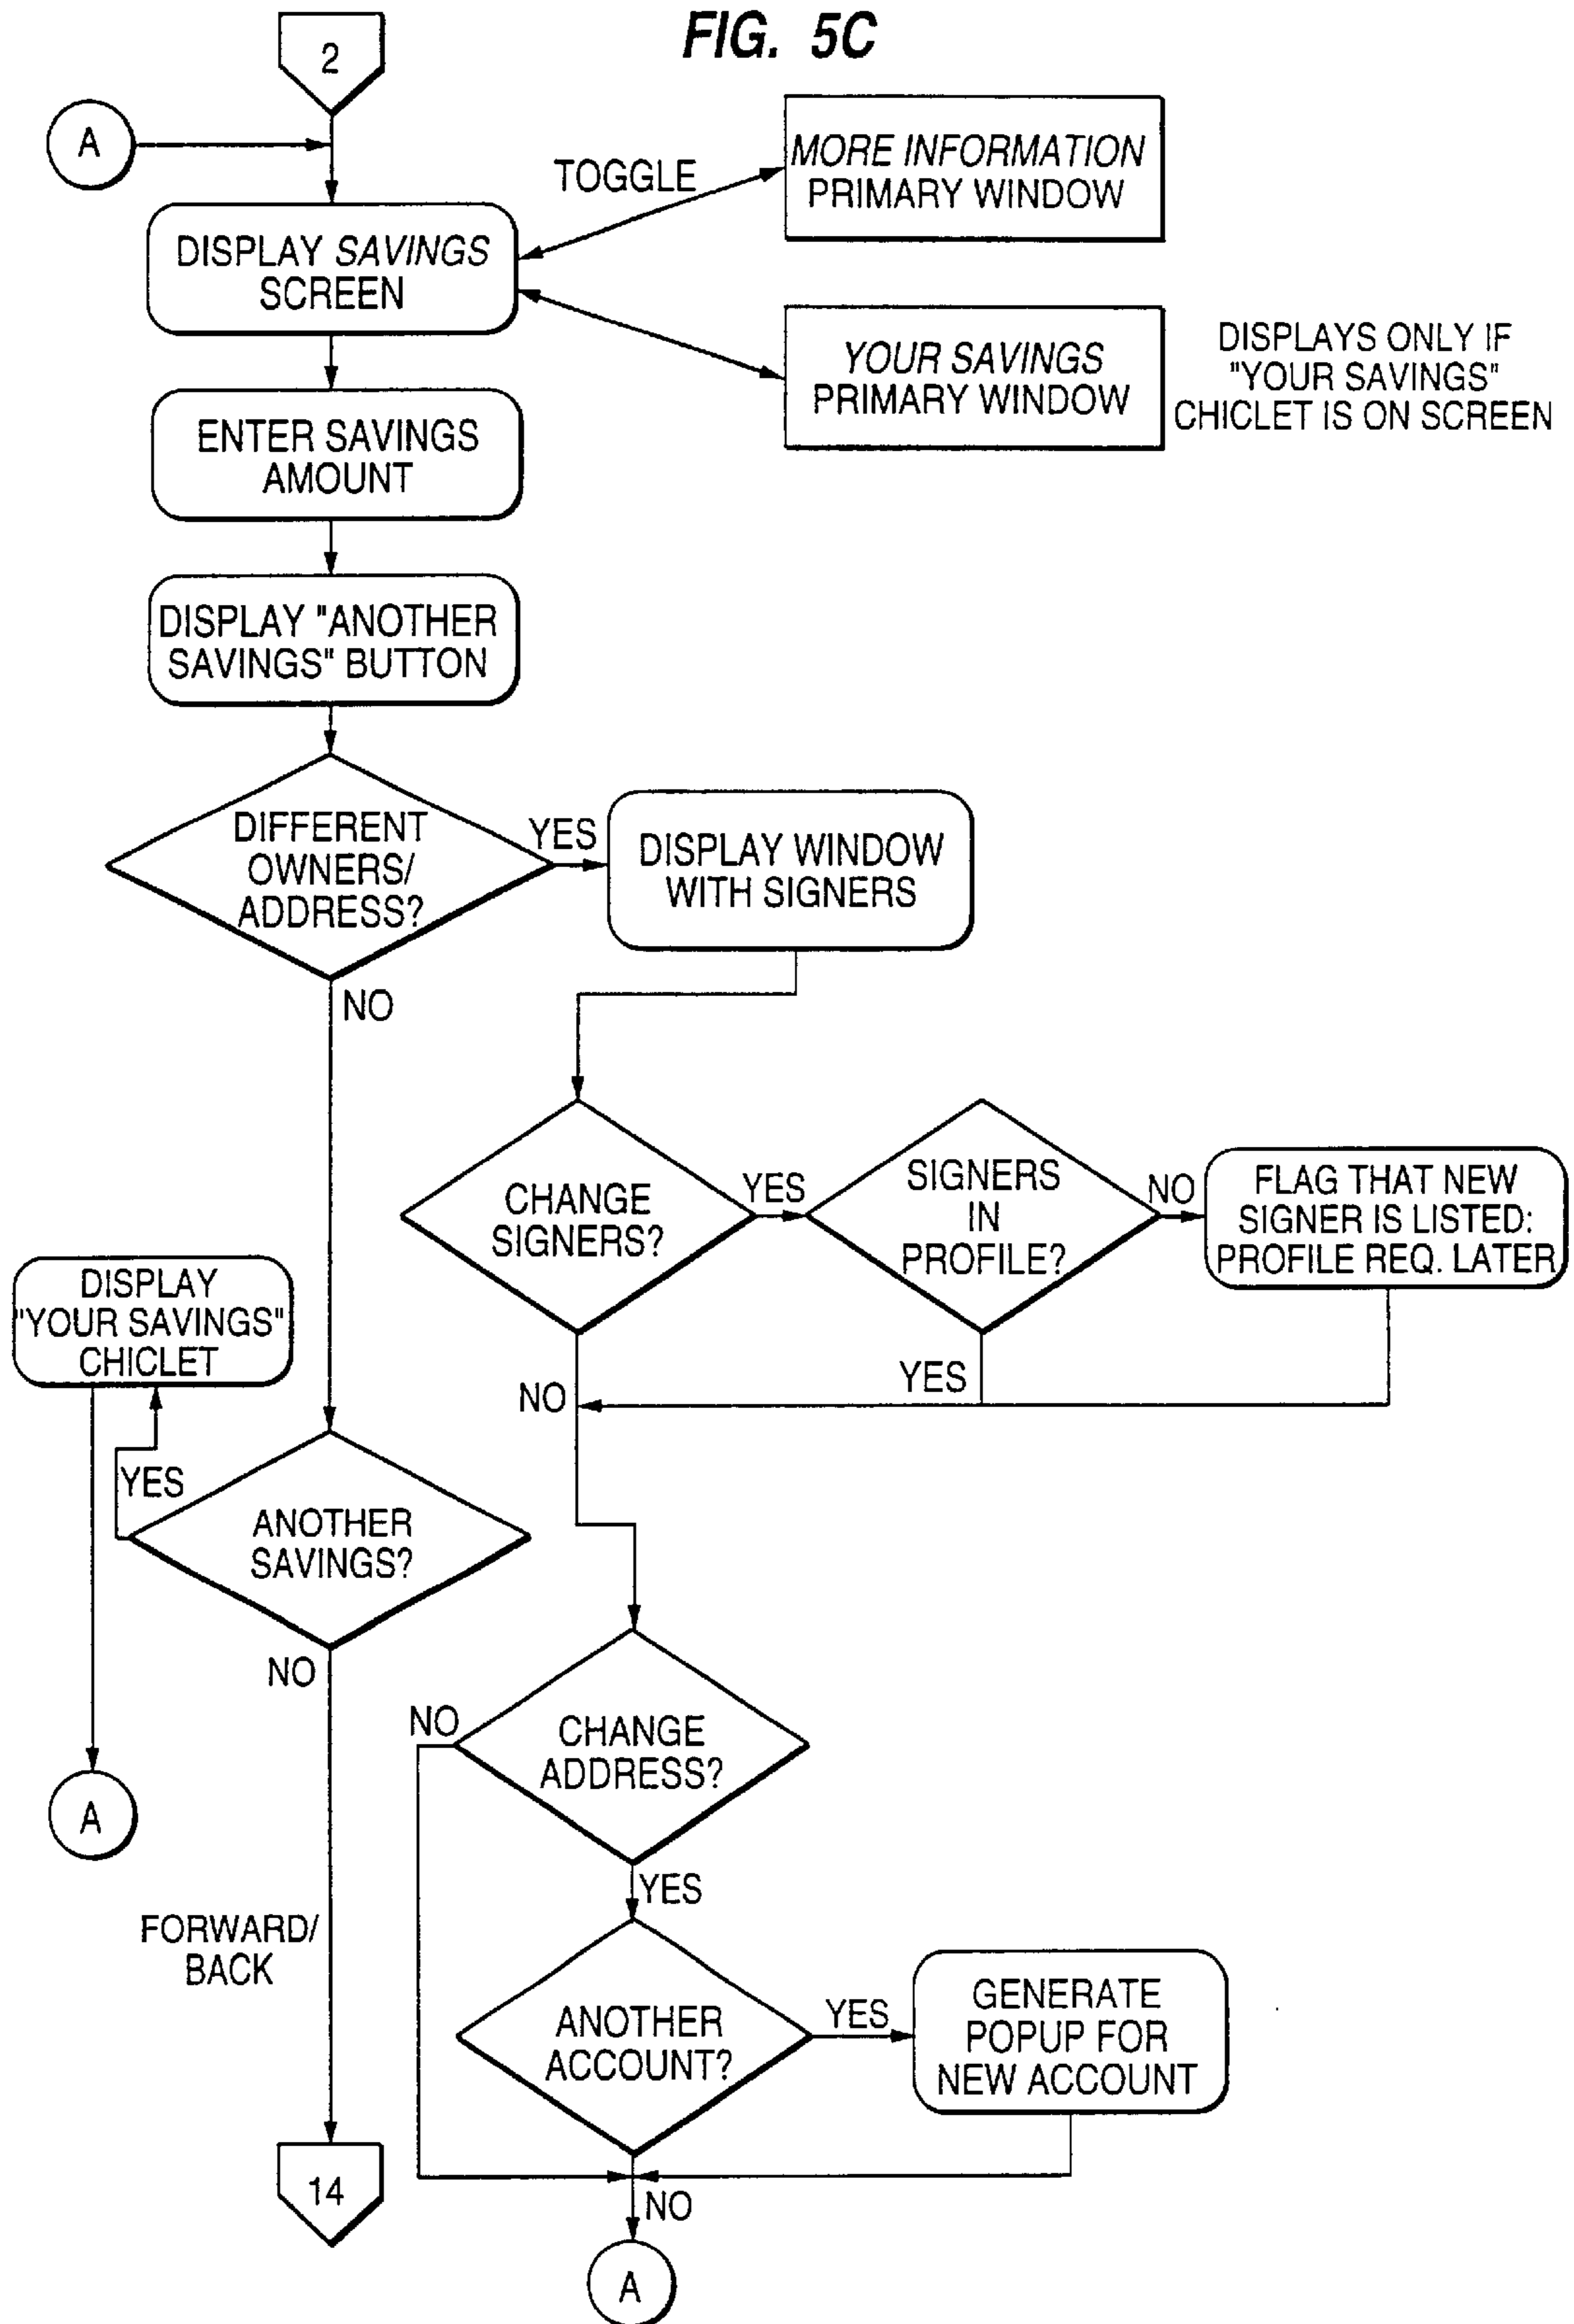 FIG. 5C
2
A
TOGGLE
MORE INFORMATION
PRIMARY WINDOW
DISPLAY SAVINGS
SCREEN
YOUR SAVINGS
PRIMARY WINDOW
DISPLAYS ONLY IF
"YOUR SAVINGS"
CHICLET IS ON SCREEN
ENTER SAVINGS
AMOUNT
DISPLAY "ANOTHER
SAVINGS" BUTTON
DIFFERENT
OWNERS/
ADDRESS?
YES
DISPLAY WINDOW
WITH SIGNERS
NO
CHANGE
SIGNERS?
YES
SIGNERS
IN
PROFILE?
NO
FLAG THAT NEW
SIGNER IS LISTED:
PROFILE REQ. LATER
DISPLAY
"YOUR SAVINGS"
CHICLET
YES
NO
YES
ANOTHER
SAVINGS?
NO
NO
CHANGE
ADDRESS?
A
YES
FORWARD/
BACK
ANOTHER
ACCOUNT?
YES
GENERATE
POPUP FOR
NEW ACCOUNT
14
NO
A